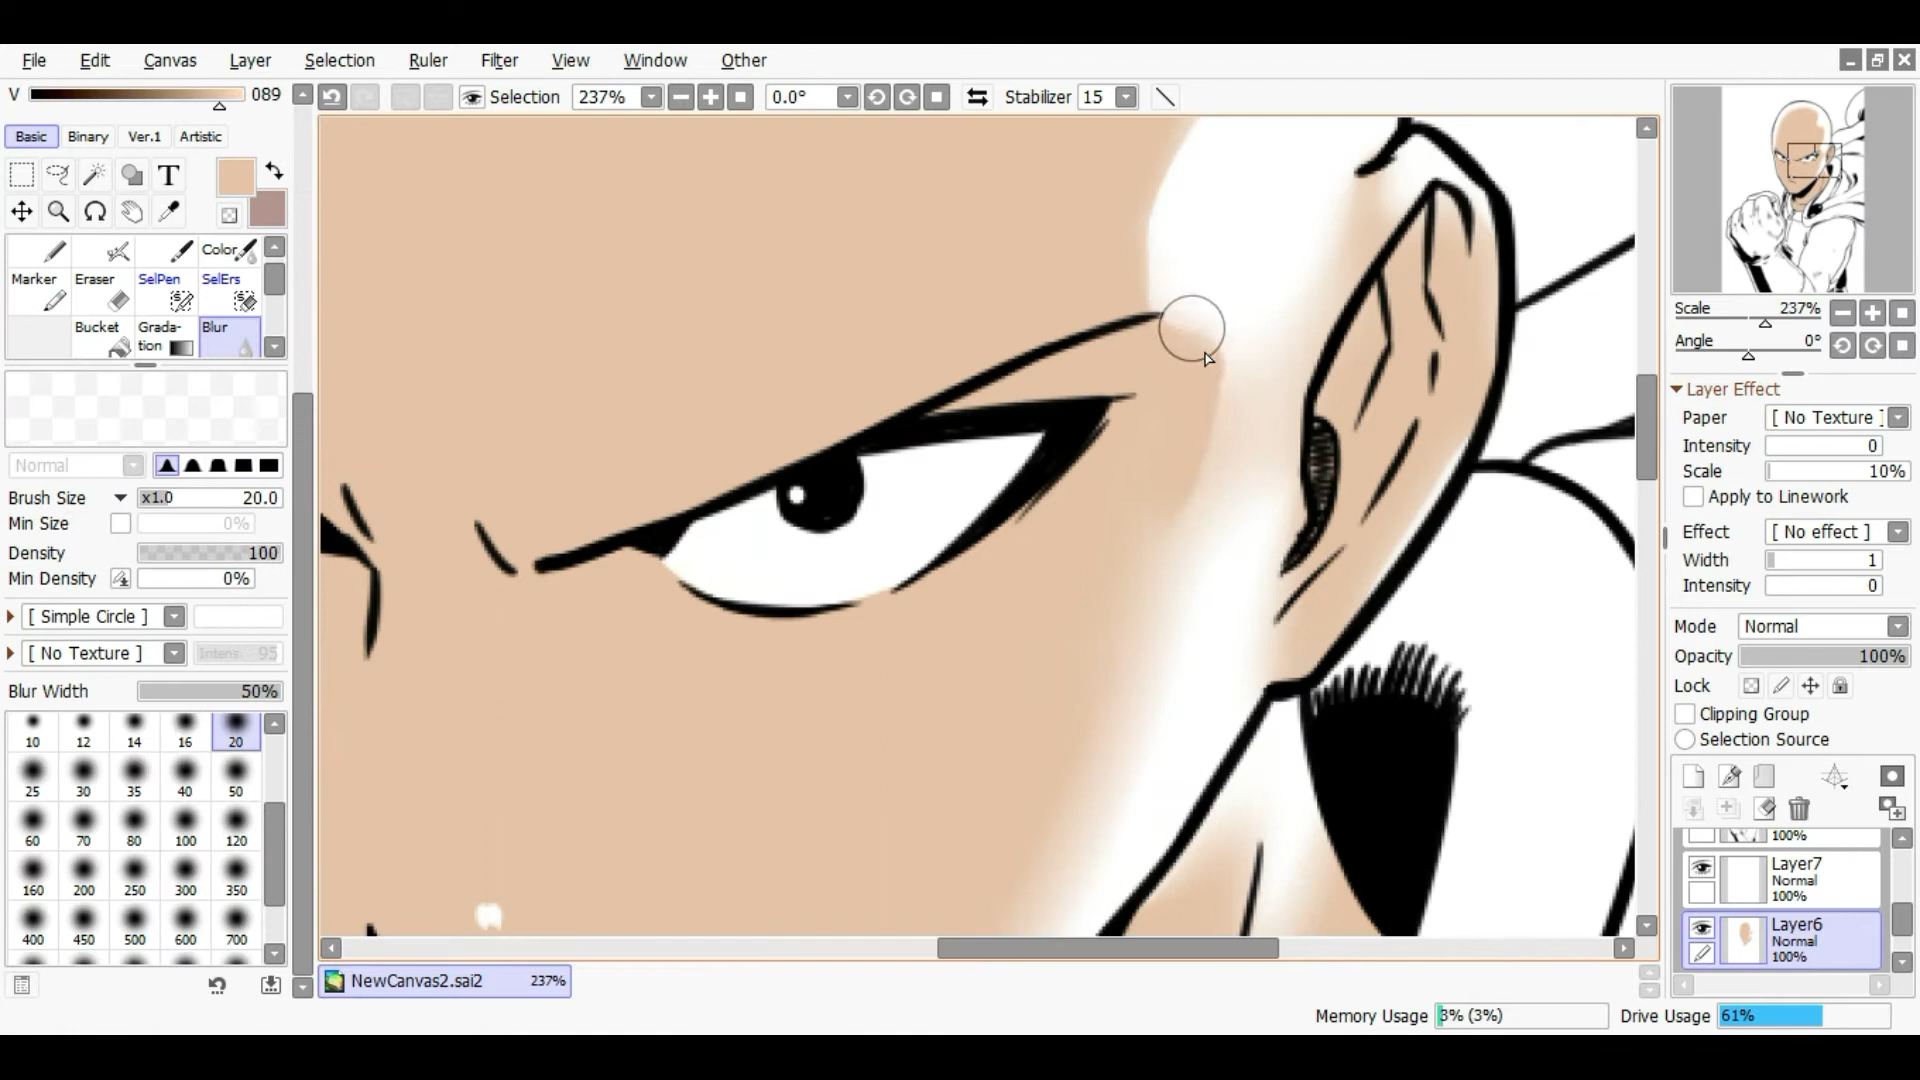 File Edit Canvas Layer Selection Ruler Filter View Window Other
V 089
Selection 237% 0.0° Stabilizer 15
Basic Binary Ver.1 Artistic
T
Color
Marker Eraser SelPen SelErs
Bucket Grada- Blur
tion
Normal
Brush Size x1.0 20.0
Min Size 0%
Density 100
Min Density 0%
[ Simple Circle ]
[ No Texture ] Intens. 95
Blur Width 50%
10 12 14 16 20
25 30 35 40 50
60 70 80 100 120
160 200 250 300 350
400 450 500 600 700
NewCanvas2.sai2 237%
Scale 237%
Angle 0°
Layer Effect
Paper [ No Texture ]
Intensity 0
Scale 10%
Apply to Linework
Effect [ No effect ]
Width 1
Intensity 0
Mode Normal
Opacity 100%
Lock
Clipping Group
Selection Source
100%
Layer7
Normal
100%
Layer6
Normal
100%
Memory Usage 3% (3%) Drive Usage 61%